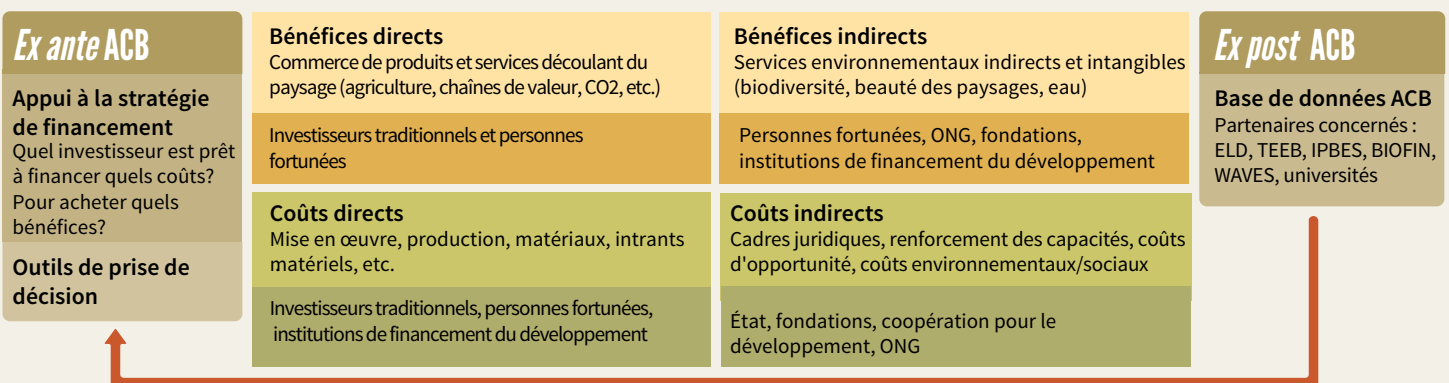 Ex ante ACB
Appui à la stratégie
de financement
Quel investisseur est prêt
à financer quels coûts?
Pour acheter quels
bénéfices?
Outils de prise de
décision
Bénéfices directs
Commerce de produits et services découlant du
paysage (agriculture, chaînes de valeur, CO2, etc.)
Investisseurs traditionnels et personnes
fortunées
Bénéfices indirects
Services environnementaux indirects et intangibles
(biodiversité, beauté des paysages, eau)
Personnes fortunées, ONG, fondations,
institutions de financement du développement
Coûts directs
Mise en œuvre, production, matériaux, intrants
matériels, etc.
Investisseurs traditionnels, personnes fortunées,
institutions de financement du développement
Coûts indirects
Cadres juridiques, renforcement des capacités, coûts
d'opportunité, coûts environnementaux/sociaux
État, fondations, coopération pour le
développement, ONG
Ex post ACB
Base de données ACB
Partenaires concernés :
ELD, TEEB, IPBES, BIOFIN,
WAVES, universités